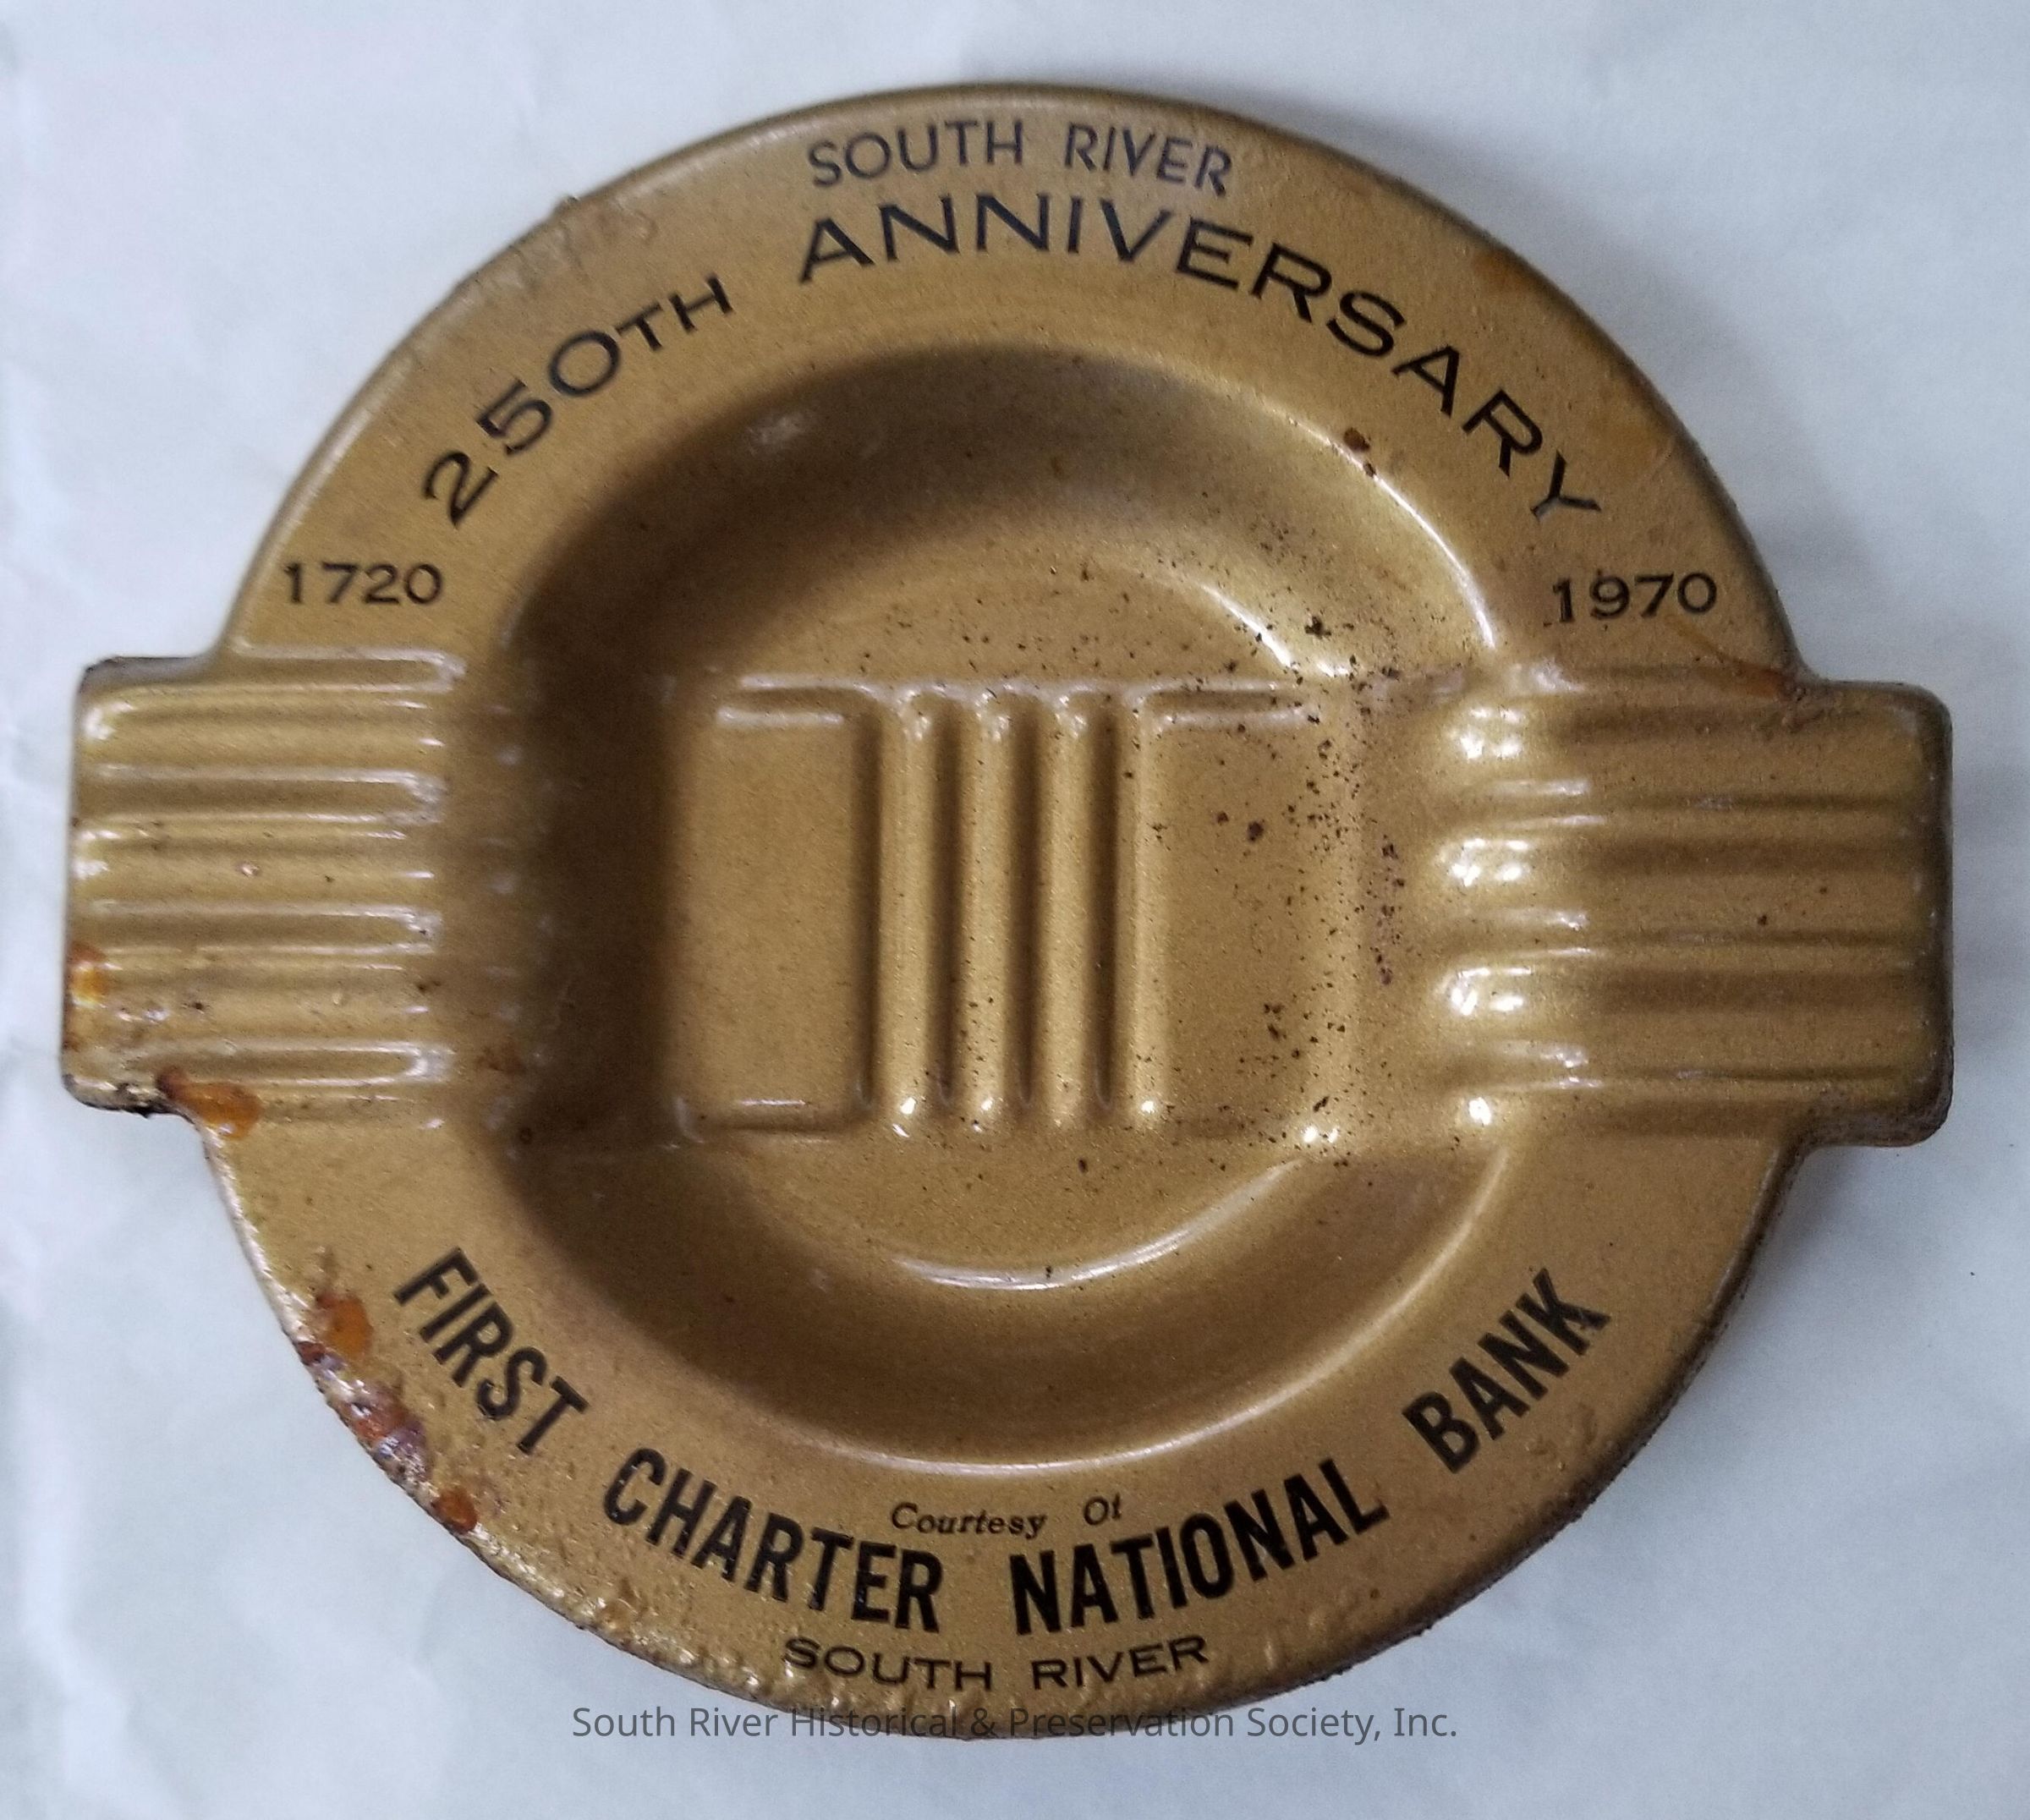 SOUTH RIVER
250TH ANNIVERSARY
1720 1970
Courtesy Of
FIRST CHARTER NATIONAL BANK
SOUTH RIVER
South River Historical & Preservation Society, Inc.